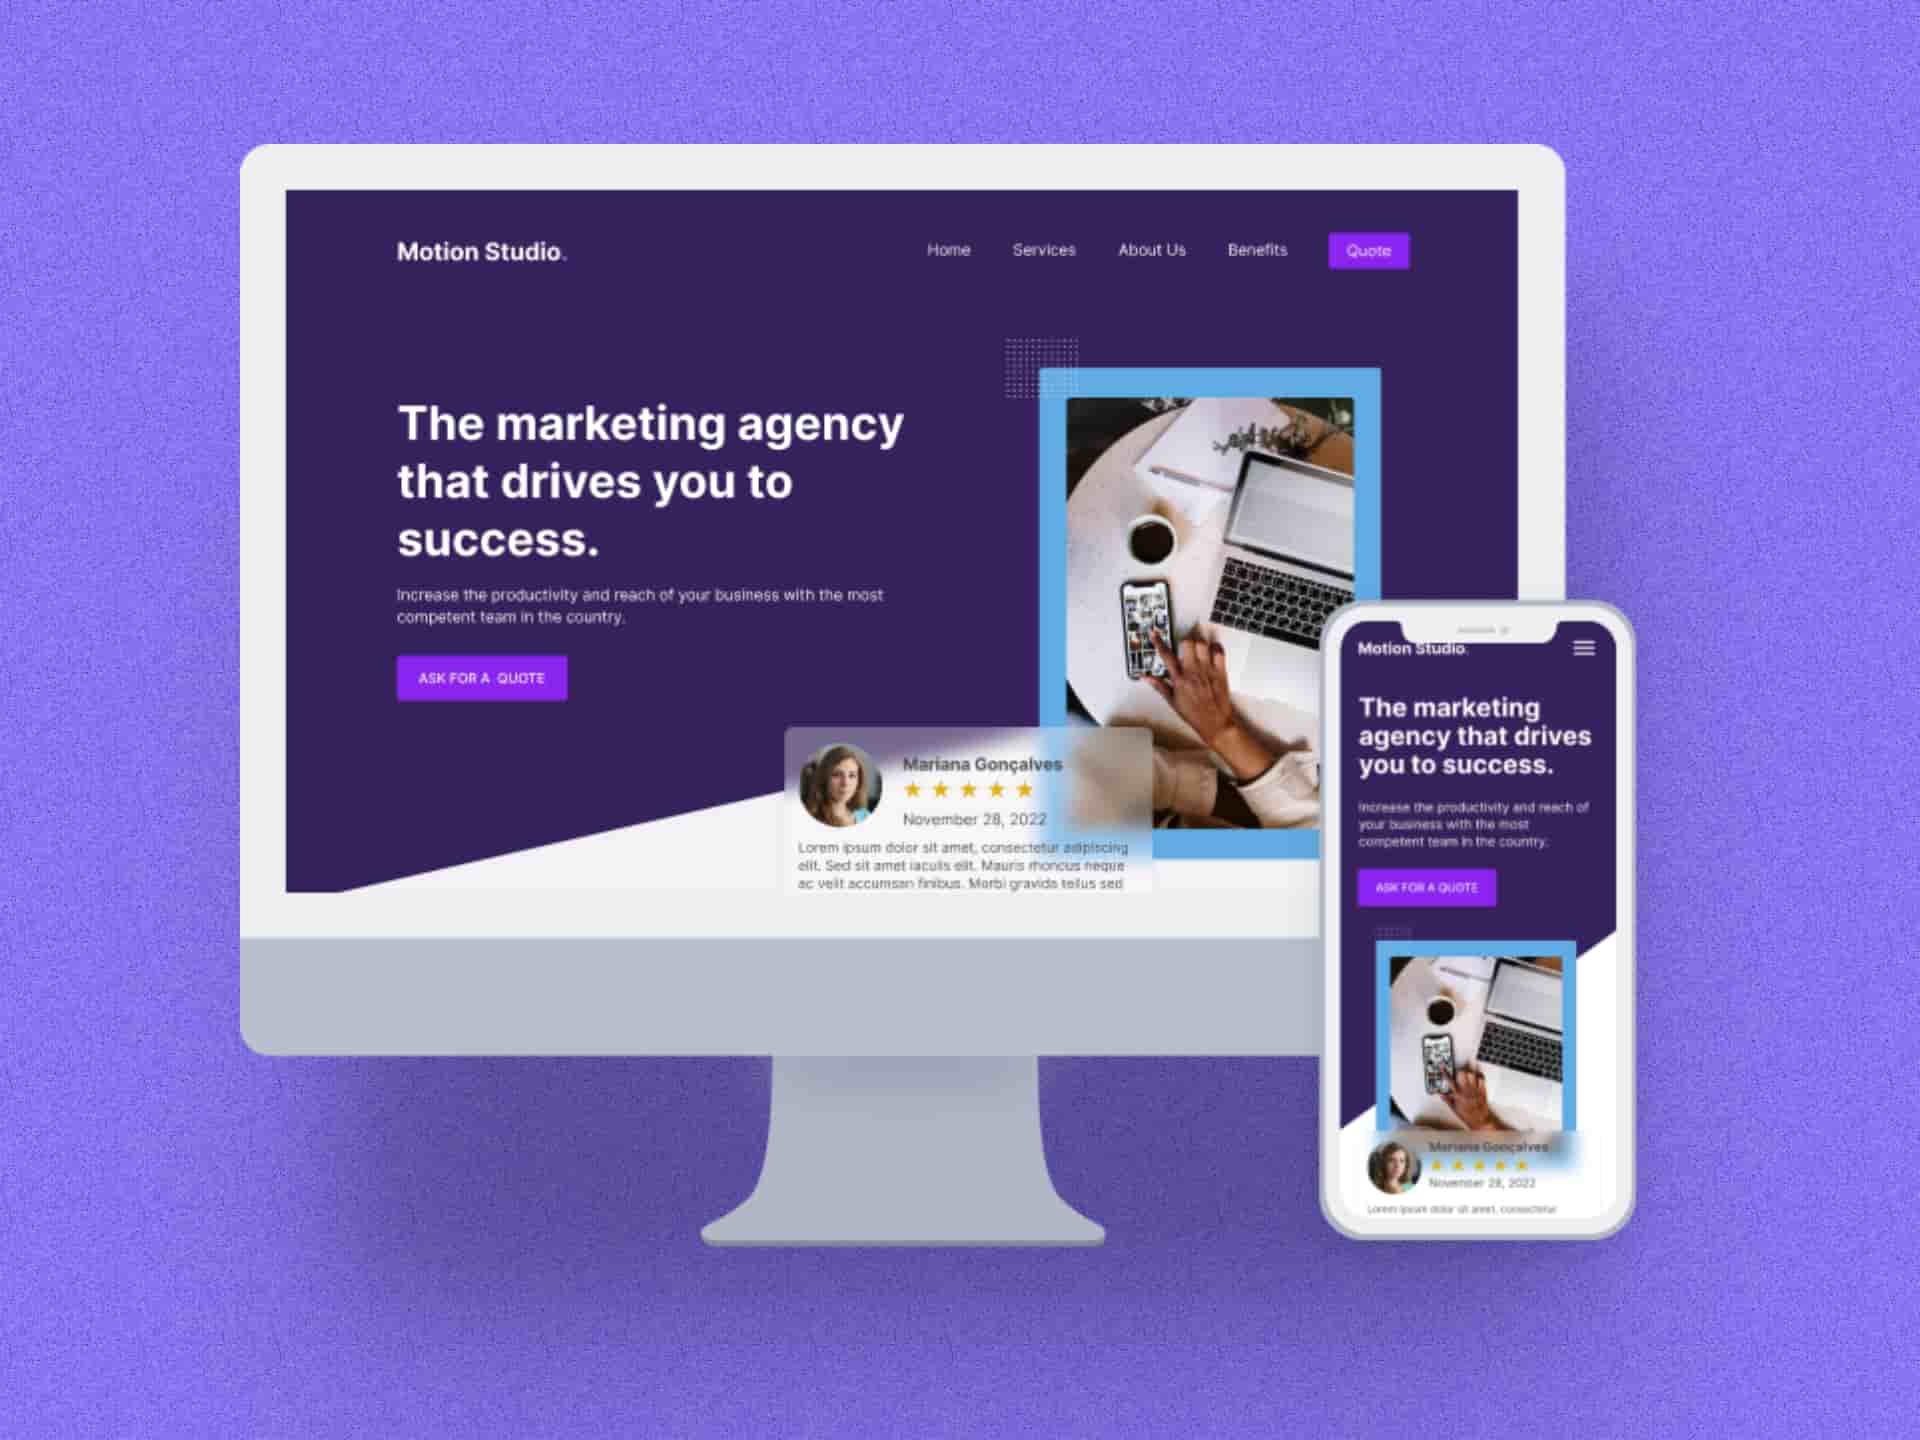 Motion Studio.
Home
Services
About Us
Benefits
Quote
The marketing agency
that drives you to
success.
Increase the productivity and reach of your business with the most
competent team in the country.
ASK FOR A QUOTE
Mariana Gonçalves
November 28, 2022
Lorem ipsum dolor sit amet, consectetur adipiscing
elit. Sed sit amet iaculis elit. Mauris rhoncus neque
ac velit accumsan finibus. Morbi gravida tellus sed
Motion Studio.
The marketing
agency that drives
you to success.
Increase the productivity and reach of
your business with the most
competent team in the country.
ASK FOR A QUOTE
Mariana Gonçalves
November 28, 2022
Lorem ipsum dolor sit amet, consectetur